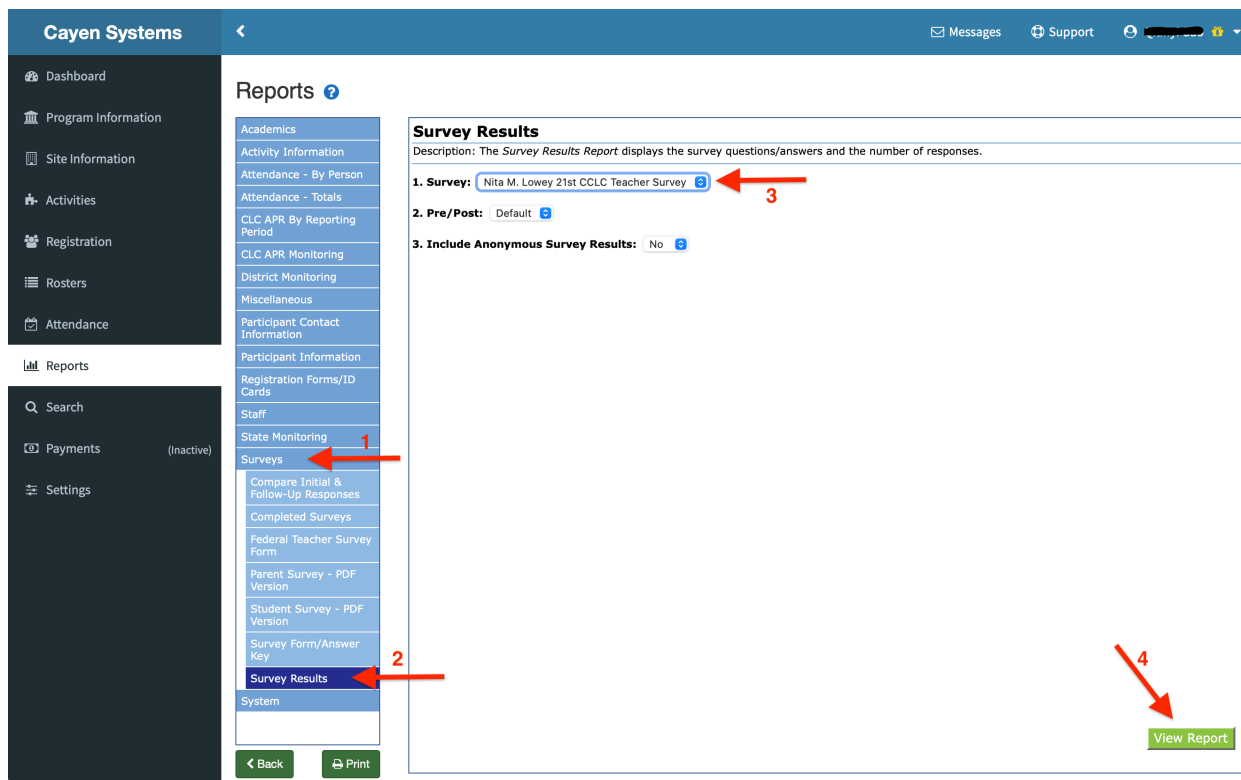 Cayen Systems
Messages
Support
Dashboard
Program Information
Site Information
Activities
Registration
Rosters
Attendance
Reports
Search
Payments (Inactive)
Settings
Reports
Academics
Activity Information
Attendance - By Person
Attendance - Totals
CLC APR By Reporting
Period
CLC APR Monitoring
District Monitoring
Miscellaneous
Participant Contact
Information
Participant Information
Registration Forms/ID
Cards
Staff
State Monitoring
1
Surveys
Compare Initial &
Follow-Up Responses
Completed Surveys
Federal Teacher Survey
Form
Parent Survey - PDF
Version
Student Survey - PDF
Version
Survey Form/Answer
Key
2
Survey Results
System
Back
Print
Survey Results
Description: The Survey Results Report displays the survey questions/answers and the number of responses.
1. Survey: Nita M. Lowey 21st CCLC Teacher Survey
3
2. Pre/Post: Default
3. Include Anonymous Survey Results: No
4
View Report